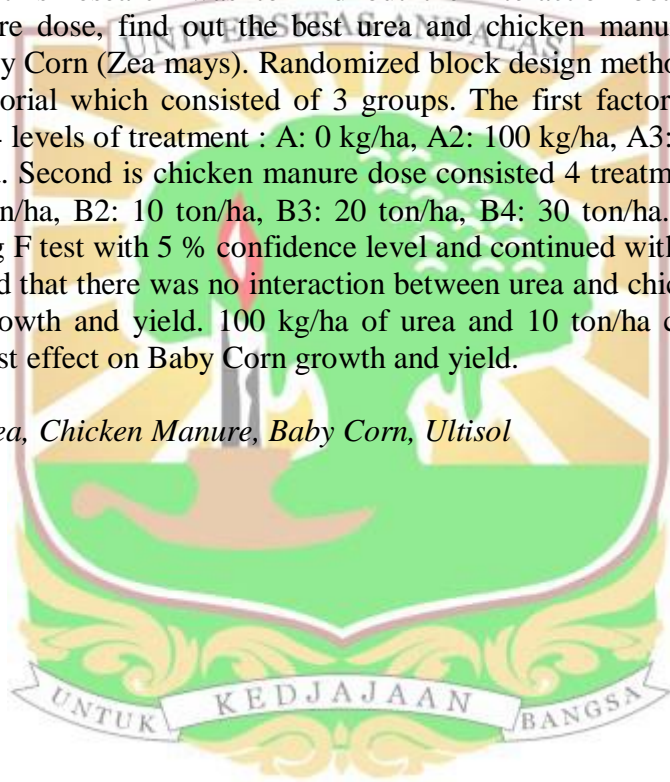 re dose, find out the best urea and chicken manu
y Corn (Zea mays). Randomized block design metho
orial which consisted of 3 groups. The first factor
levels of treatment : A: 0 kg/ha, A2: 100 kg/ha, A3:
. Second is chicken manure dose consisted 4 treatm
n/ha, B2: 10 ton/ha, B3: 20 ton/ha, B4: 30 ton/ha.
g F test with 5 % confidence level and continued with
d that there was no interaction between urea and chic
owth and yield. 100 kg/ha of urea and 10 ton/ha c
st effect on Baby Corn growth and yield.
ea, Chicken Manure, Baby Corn, Ultisol
UNIVERSITAS ANDALAS
UNTUK KEDJAJAAN BANGSA